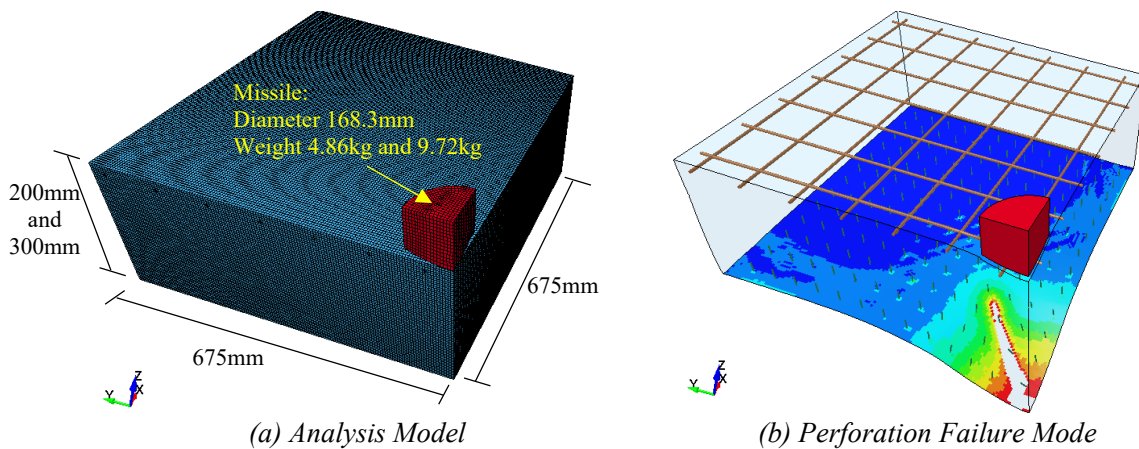 Missile:
Diameter 168.3mm
Weight 4.86kg and 9.72kg
200mm
and
300mm
675mm
675mm
Z
Y
X
(a) Analysis Model
Z
Y
X
(b) Perforation Failure Mode